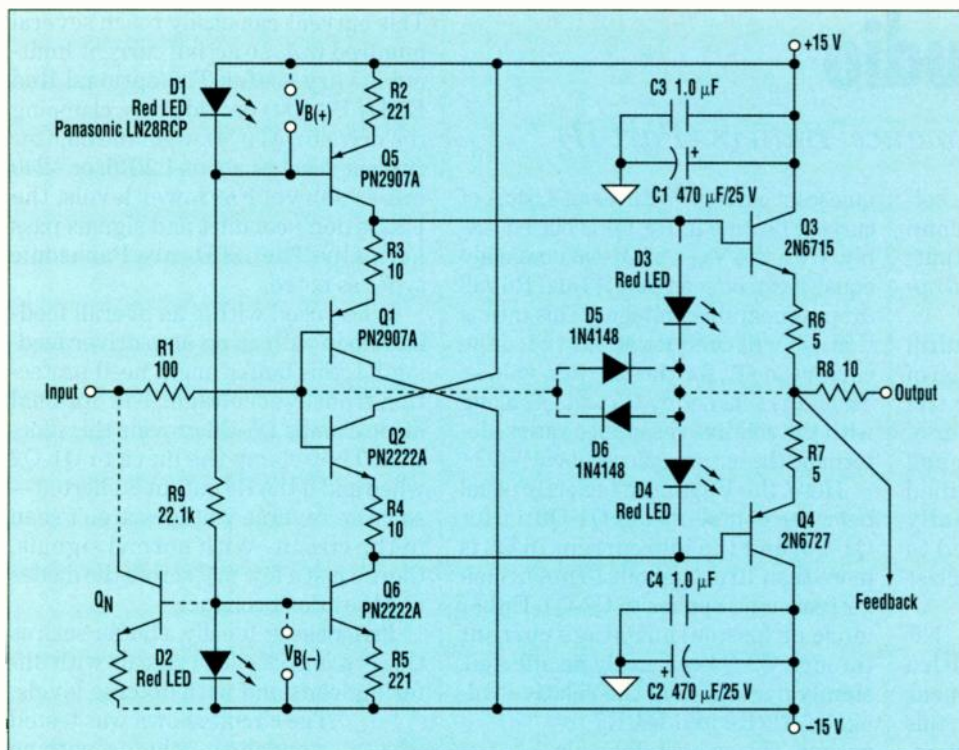 +15 V
D1
Red LED
Panasonic LN28RCP
VB(+)
R2
221
C3 1.0 µF
+
C1 470 µF/25 V
Q5
PN2907A
Q3
2N6715
R3
10
D3
Red LED
Q1
PN2907A
D5
1N4148
R6
5
Input
R1
100
R8 10
Output
Q2
PN2222A
D6
1N4148
R7
5
R9
22.1k
R4
10
D4
Red LED
Q4
2N6727
QN
Q6
PN2222A
C4 1.0 µF
Feedback
D2
Red LED
VB(−)
R5
221
+
C2 470 µF/25 V
−15 V